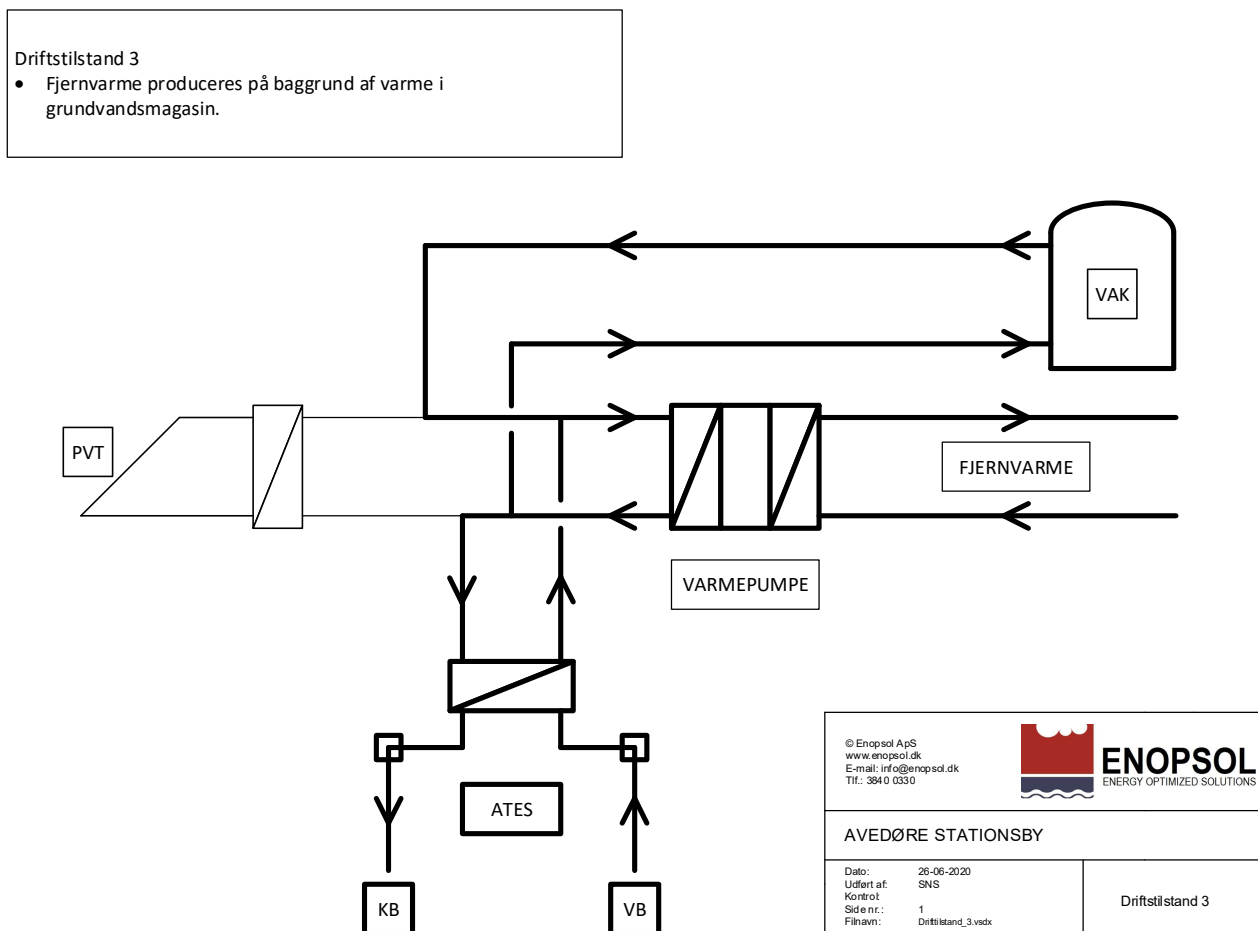 Driftstilstand 3
• Fjernvarme produceres på baggrund af varme i
grundvandsmagasin.
VAK
PVT
FJERNVARME
VARMEPUMPE
ATES
KB
VB
© Enopsol ApS
www.enopsol.dk
E-mail: info@enopsol.dk
Tlf.: 3840 0330
ENOPSOL
ENERGY OPTIMIZED SOLUTIONS
AVEDØRE STATIONSBY
Dato: 26-06-2020
Udført af: SNS
Kontrol:
Side nr.: 1
Filnavn: Driftilstand_3.vsdx
Driftstilstand 3